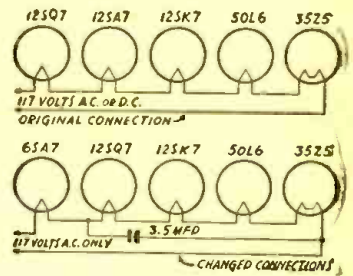 12SQ7 12SA7 12SK7 50L6 35Z5
117 VOLTS A.C. OR D.C.
ORIGINAL CONNECTION
6SA7 12SQ7 12SK7 50L6 35Z5
3.5 MFD
117 VOLTS A.C. ONLY
CHANGED CONNECTIONS